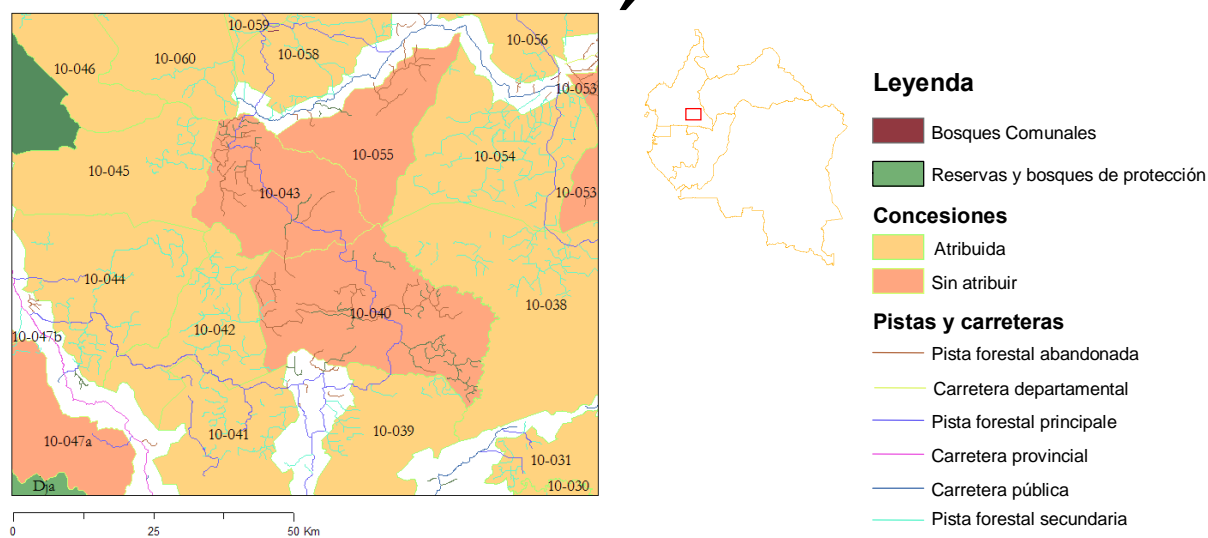 10-059
10-058
10-056
10-060
10-046
10-053
10-055
10-054
10-045
10-043
10-053
10-044
10-038
10-040
10-042
10-047b
10-041
10-039
10-047a
10-031
Dja
10-030
0 25 50 Km
Leyenda
Bosques Comunales
Reservas y bosques de protección
Concesiones
Atribuida
Sin atribuir
Pistas y carreteras
Pista forestal abandonada
Carretera departamental
Pista forestal principale
Carretera provincial
Carretera pública
Pista forestal secundaria